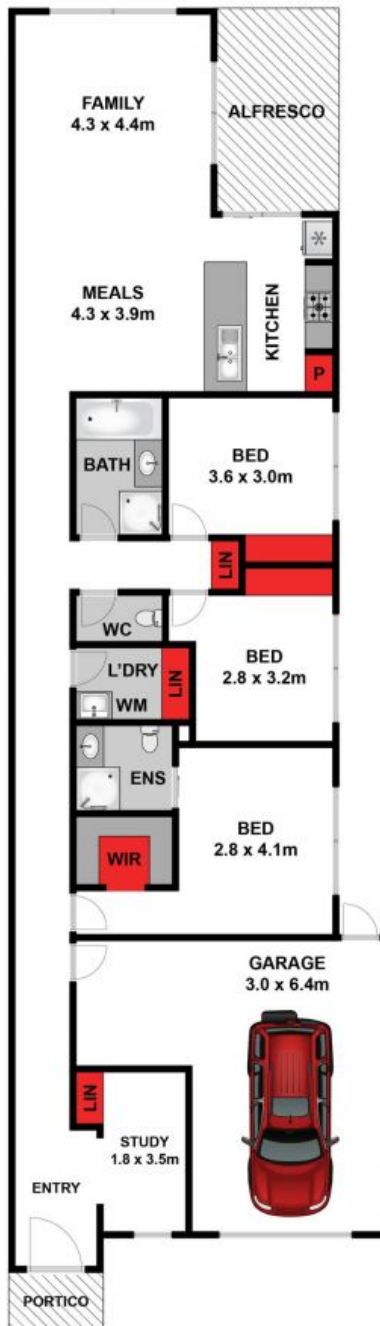 FAMILY
4.3 x 4.4m
ALFRESCO
MEALS
4.3 x 3.9m
KITCHEN
P
BATH
BED
3.6 x 3.0m
LIN
WC
L'DRY
WM
LIN
BED
2.8 x 3.2m
ENS
BED
2.8 x 4.1m
WIR
GARAGE
3.0 x 6.4m
LIN
STUDY
1.8 x 3.5m
ENTRY
PORTICO